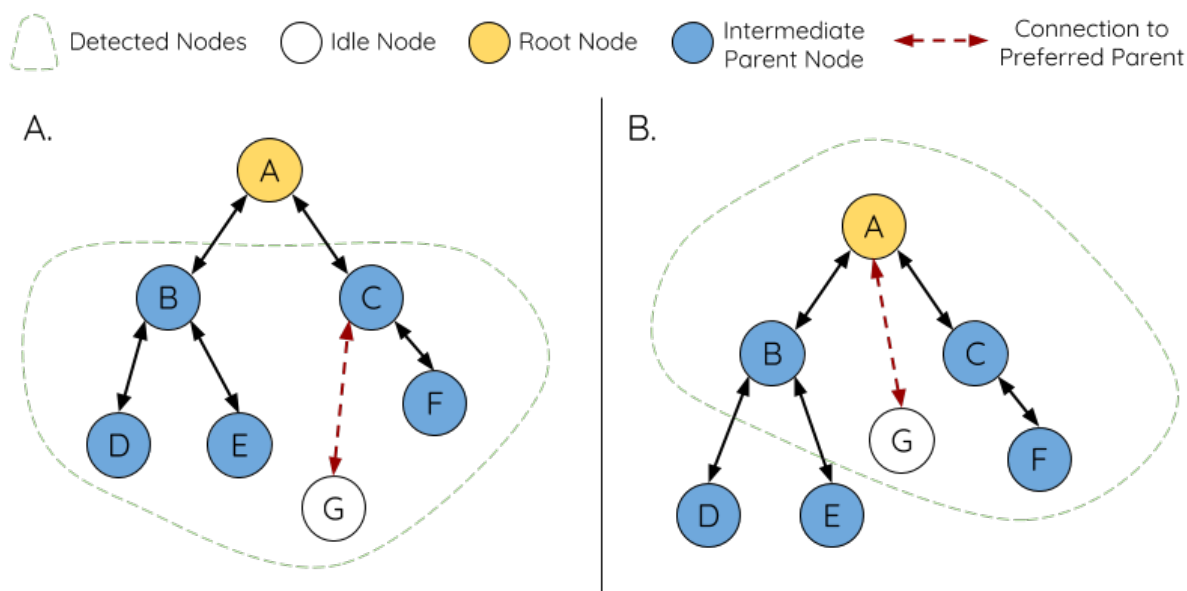 Detected Nodes
Idle Node
Root Node
Intermediate
Parent Node
Connection to
Preferred Parent
A.
A
B
C
D
E
F
G
B.
A
B
C
G
F
D
E